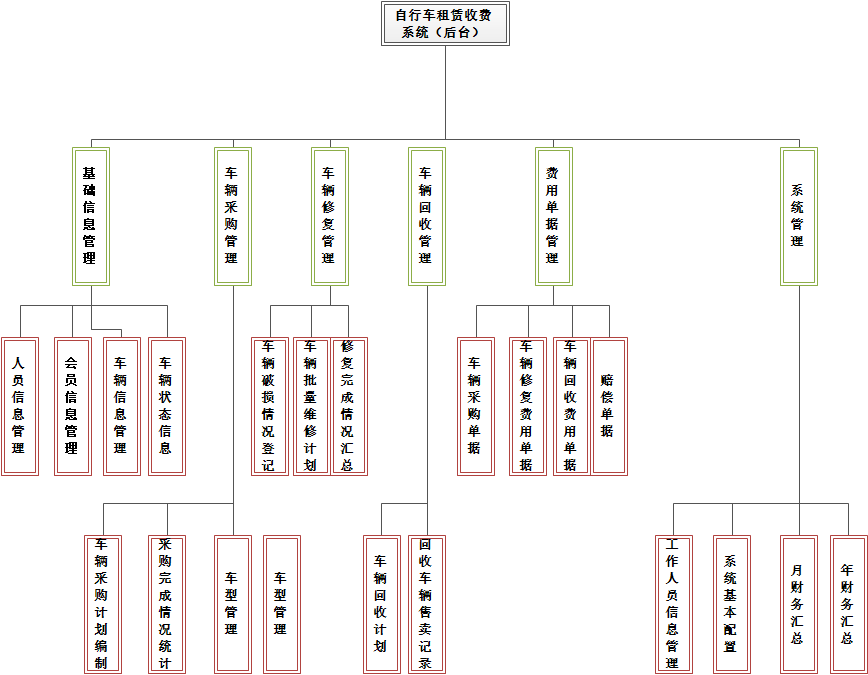 自行车租赁收费
系统（后台）
基础信息管理
车辆采购管理
车辆修复管理
车辆回收管理
费用单据管理
系统管理
人员信息管理
会员信息管理
车辆信息管理
车辆状态信息
车辆破损情况登记
车辆批量维修计划
修复完成情况汇总
车辆采购单据
车辆修复费用单据
车辆回收费用单据
赔偿单据
车辆采购计划编制
采购完成情况统计
车型管理
车型管理
车辆回收计划
回收车辆售卖记录
工作人员信息管理
系统基本配置
月财务汇总
年财务汇总